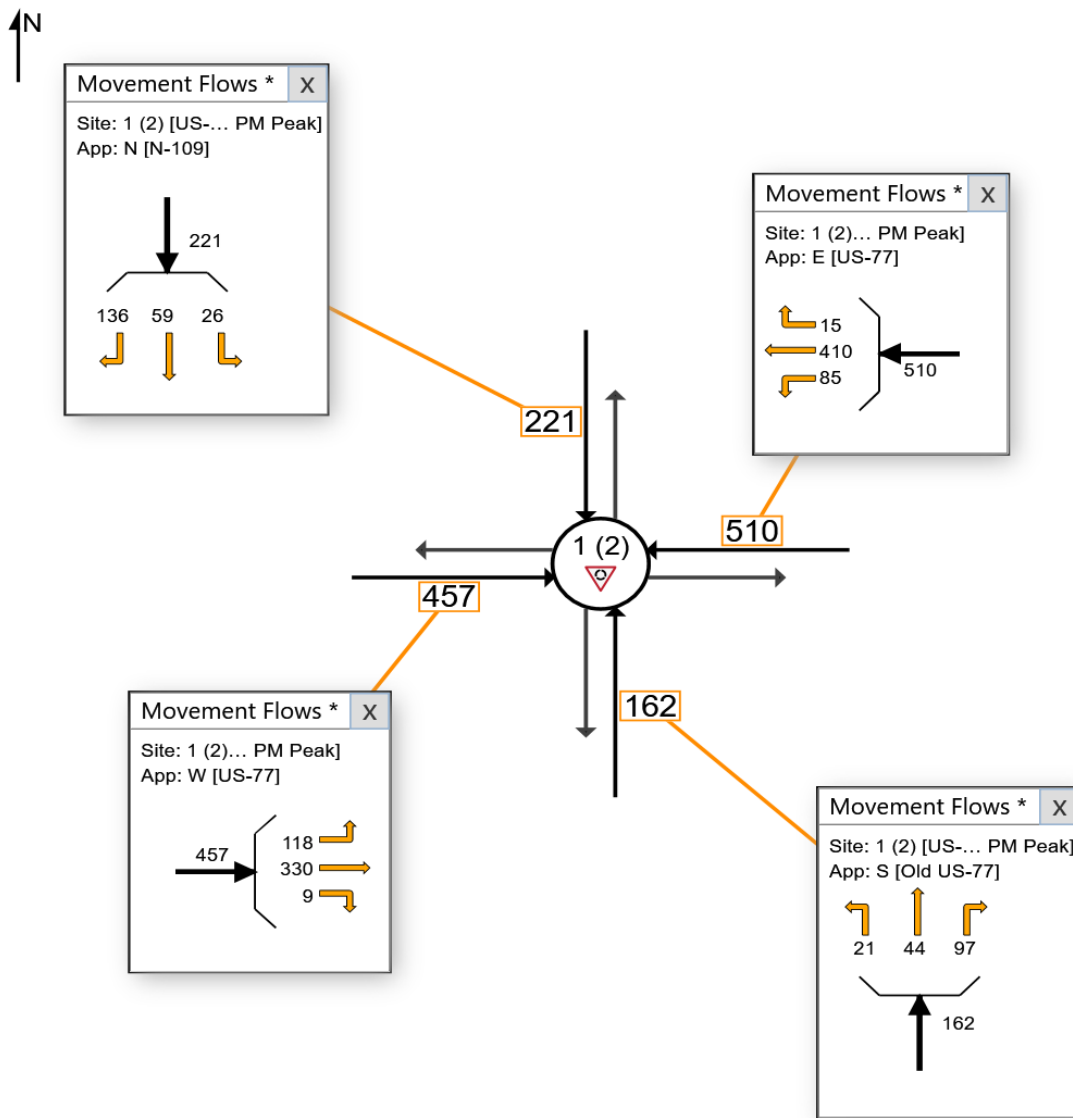 N
Movement Flows * X
Site: 1 (2) [US-... PM Peak]
App: N [N-109]
221
136 59 26
Movement Flows * X
Site: 1 (2)... PM Peak]
App: E [US-77]
15
410
85
510
221
510
1 (2)
457
162
Movement Flows * X
Site: 1 (2)... PM Peak]
App: W [US-77]
457
118
330
9
Movement Flows * X
Site: 1 (2) [US-... PM Peak]
App: S [Old US-77]
21 44 97
162